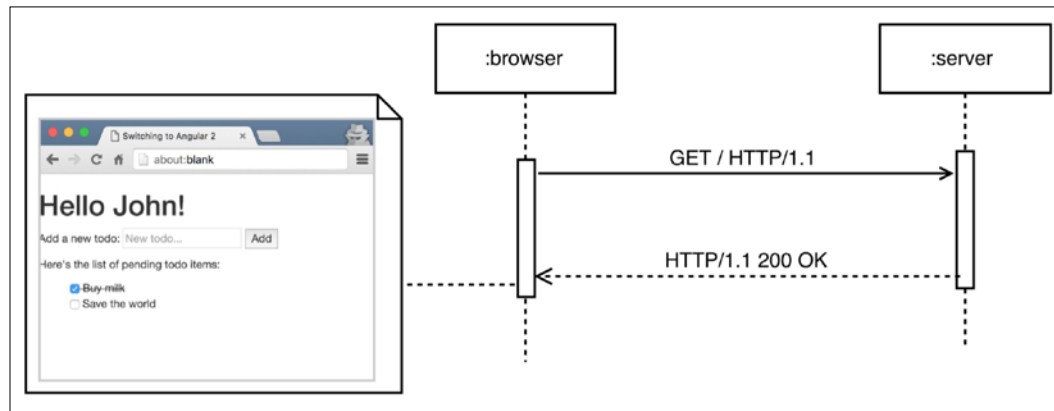 :browser
:server
Switching to Angular 2
about:blank
GET / HTTP/1.1
Hello John!
Add a new todo: New todo... Add
HTTP/1.1 200 OK
Here's the list of pending todo items:
Buy milk
Save the world